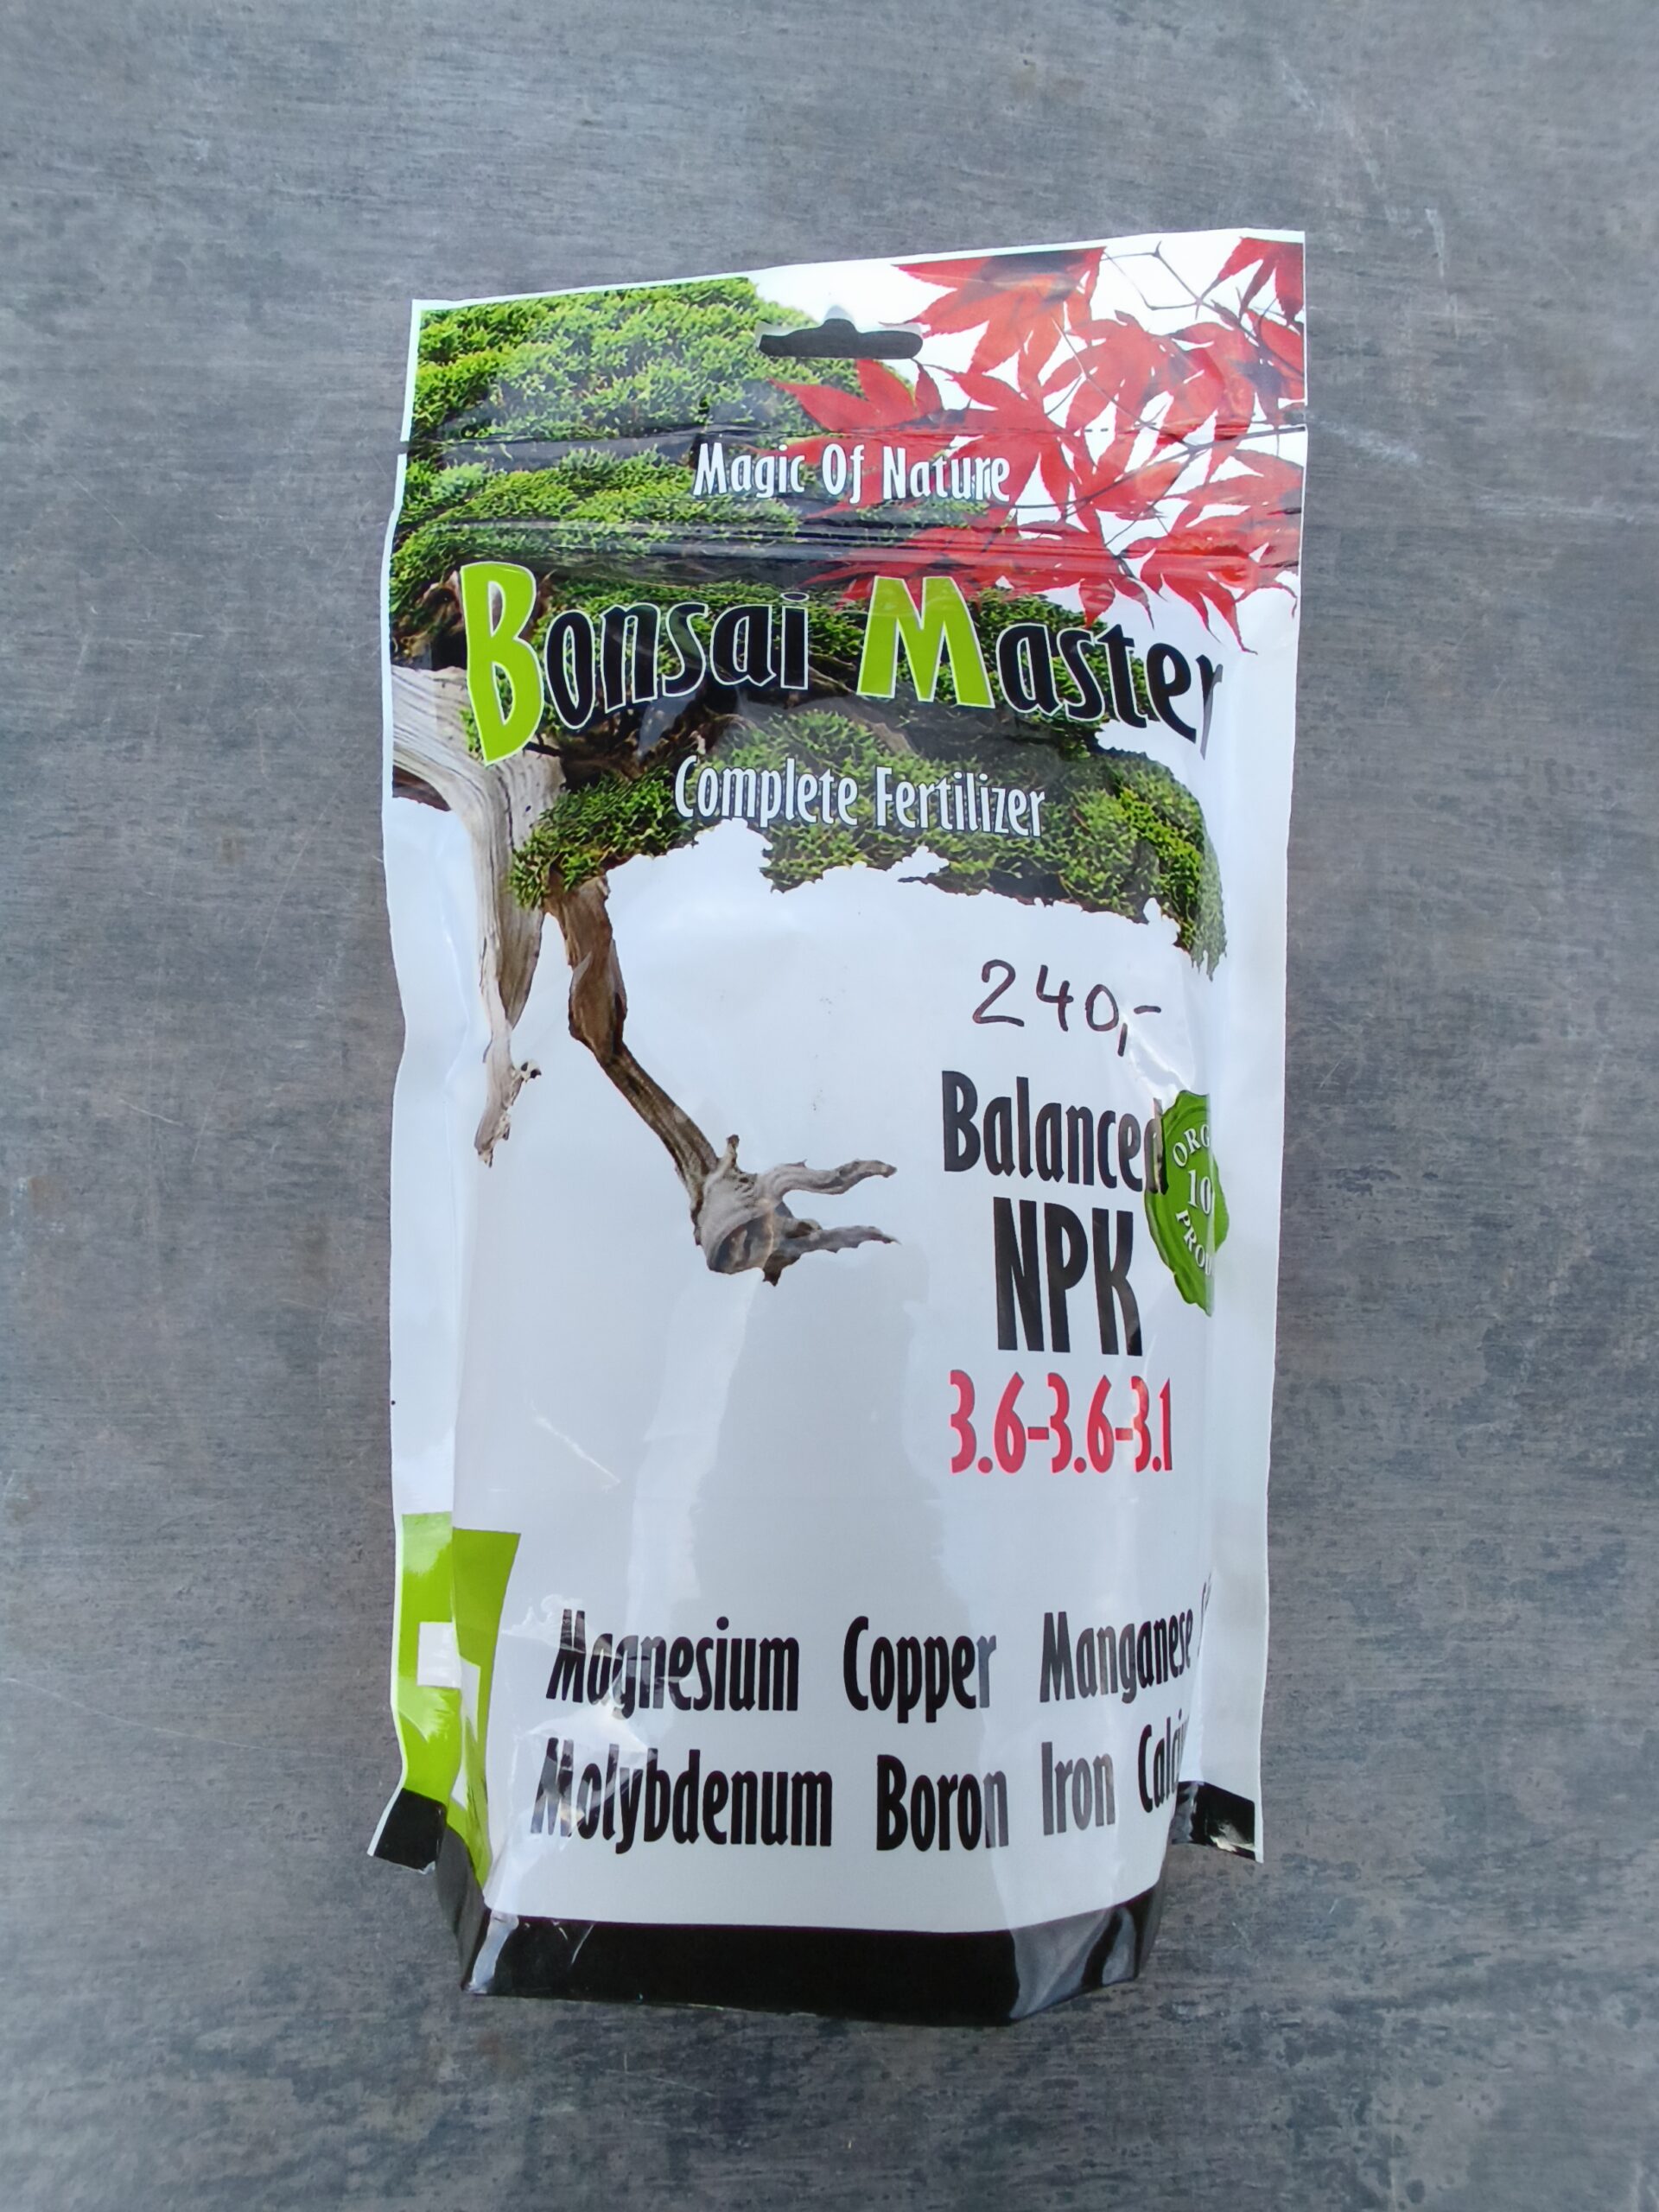 Magic Of Nature
Bonsai Master
Complete Fertilizer
240,-
Balanced
NPK
3.6-3.6-3.1
Magnesium Copper Manganese
Molybdenum Boron Iron